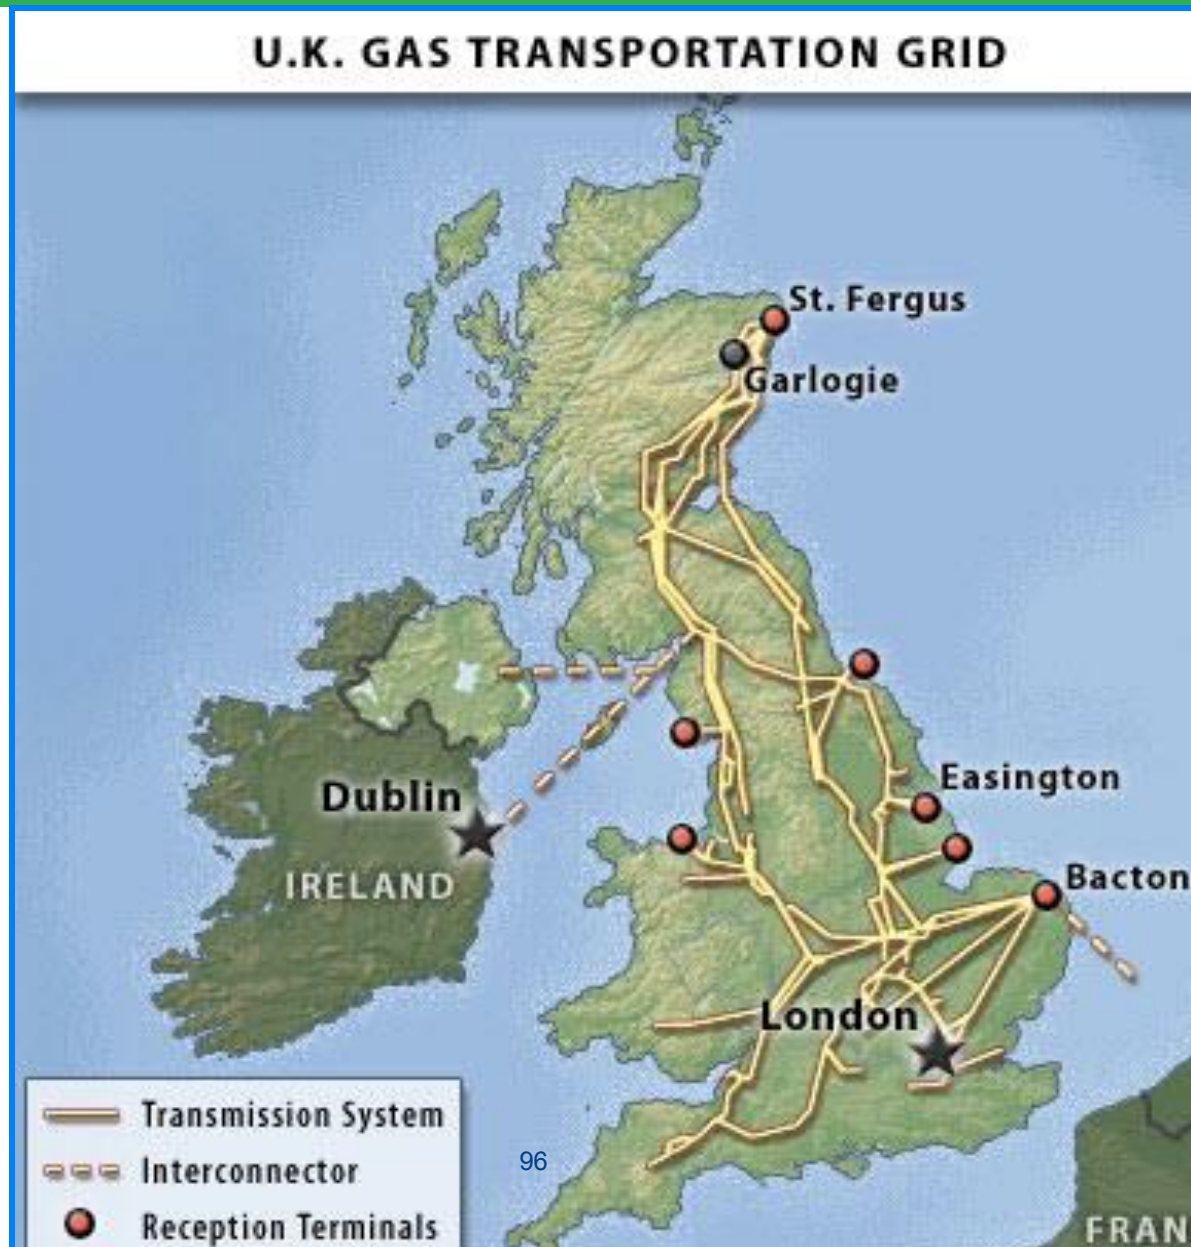 U.K. GAS TRANSPORTATION GRID
St. Fergus
Garlogie
Easington
Dublin
IRELAND
Bacton
London
Transmission System
Interconnector
96
Reception Terminals
FRAN